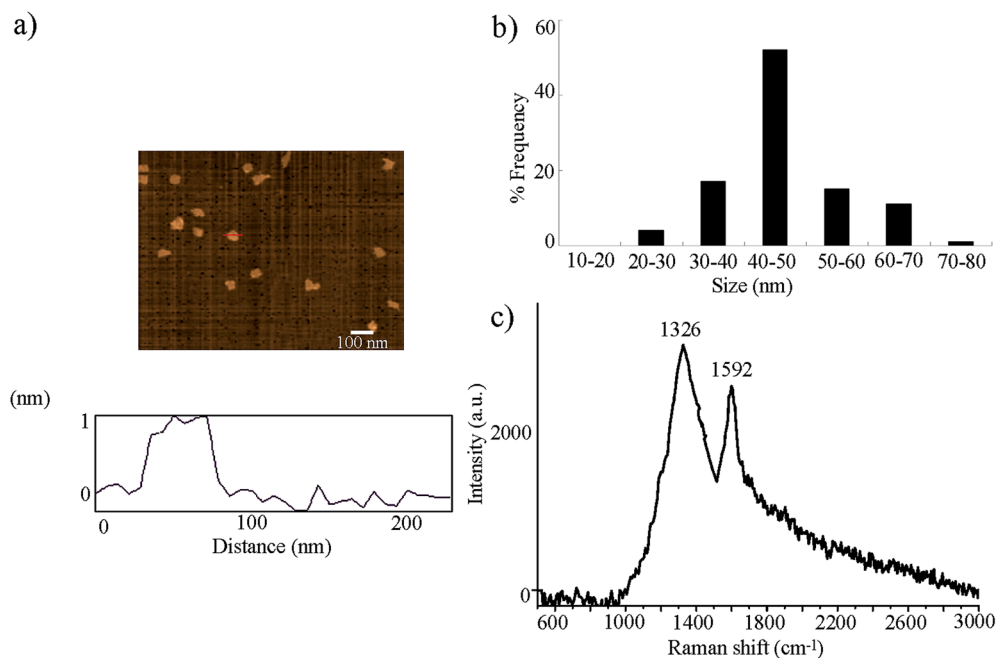 a)
100 nm
(nm)
1
0
0
100
200
Distance (nm)
b)
60
40
20
0
% Frequency
10-20 20-30 30-40 40-50 50-60 60-70 70-80
Size (nm)
c)
1326
1592
2000
0
Intensity (a.u.)
600 1000 1400 1800 2200 2600 3000
Raman shift (cm⁻¹)